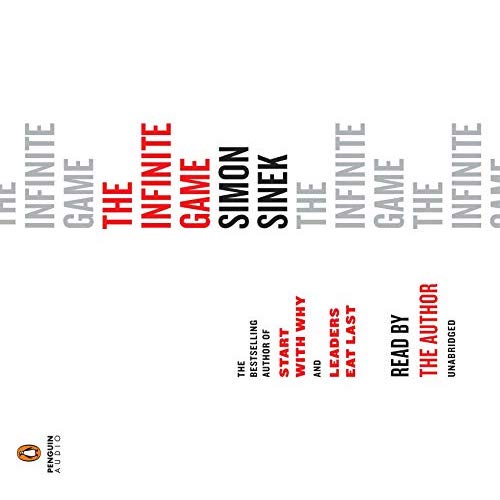 THE
INFINITE
GAME
THE
INFINITE
GAME
SIMON
SINEK
THE
INFINITE
GAME
THE
INFINITE
GAME
THE
BESTSELLING
AUTHOR OF
START
WITH WHY
AND
LEADERS
EAT LAST
READ BY
THE AUTHOR
UNABRIDGED
PENGUIN
AUDIO